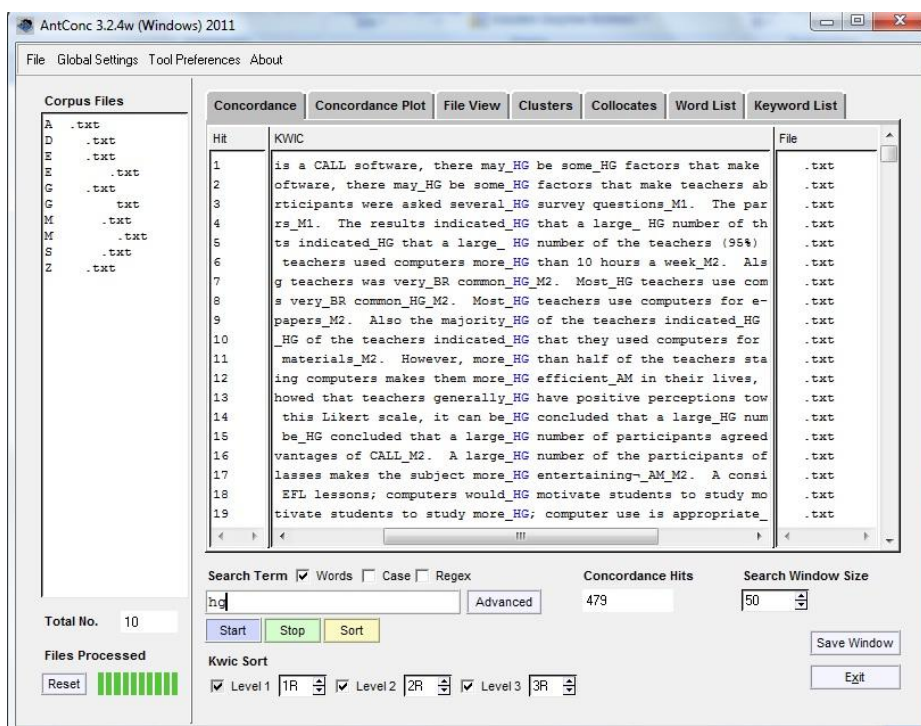 AntConc 3.2.4w (Windows) 2011
File Global Settings Tool Preferences About
Corpus Files
A .txt
D .txt
E .txt
E .txt
G .txt
G txt
M .txt
M .txt
S .txt
Z .txt
Total No. 10
Files Processed
Reset
Concordance Concordance Plot File View Clusters Collocates Word List Keyword List
Hit KWIC File
1 is a CALL software, there may_HG be some_HG factors that make .txt
2 oftware, there may_HG be some_HG factors that make teachers ab .txt
3 rticipants were asked several_HG survey questions_M1. The par .txt
4 rs_M1. The results indicated_HG that a large_ HG number of th .txt
5 ts indicated_HG that a large_ HG number of the teachers (95%) .txt
6 teachers used computers more_HG than 10 hours a week_M2. Als .txt
7 g teachers was very_BR common_HG_M2. Most_HG teachers use com .txt
8 s very_BR common_HG_M2. Most_HG teachers use computers for e- .txt
9 papers_M2. Also the majority_HG of the teachers indicated_HG .txt
10 _HG of the teachers indicated_HG that they used computers for .txt
11 materials_M2. However, more_HG than half of the teachers sta .txt
12 ing computers makes them more_HG efficient_AM in their lives, .txt
13 howed that teachers generally_HG have positive perceptions tow .txt
14 this Likert scale, it can be_HG concluded that a large_HG num .txt
15 be_HG concluded that a large_HG number of participants agreed .txt
16 vantages of CALL_M2. A large_HG number of the participants of .txt
17 lasses makes the subject more_HG entertaining¬_AM_M2. A consi .txt
18 EFL lessons; computers would_HG motivate students to study mo .txt
19 tivate students to study more_HG; computer use is appropriate_ .txt
Search Term Words Case Regex Concordance Hits Search Window Size
hg Advanced 479 50
Start Stop Sort
Save Window
Kwic Sort
Level 1 1R Level 2 2R Level 3 3R
Exit